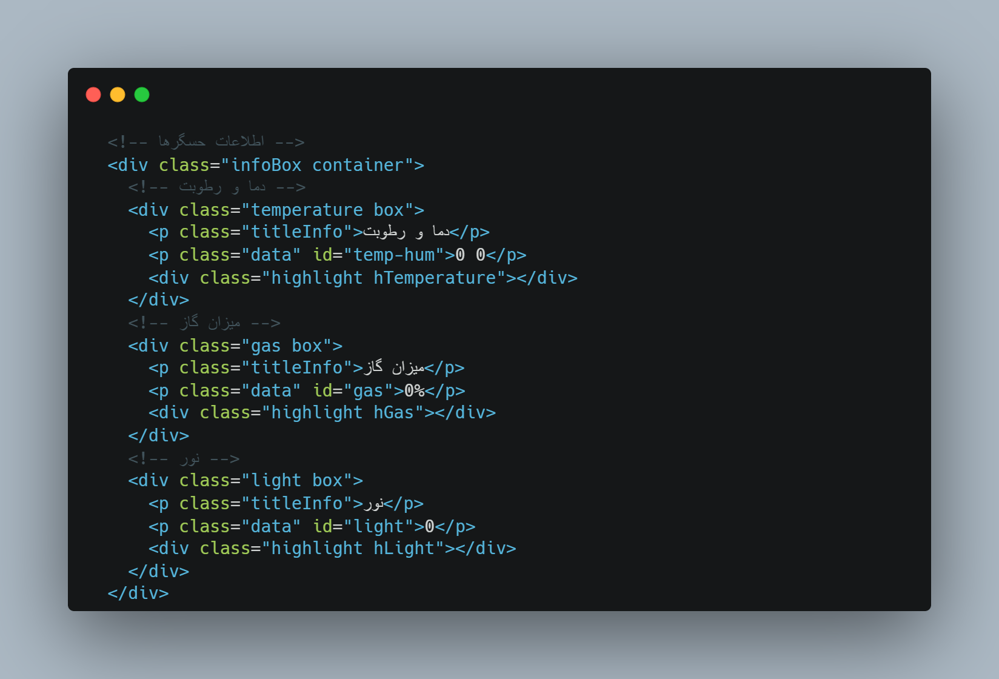 <!-- اطلاعات حسگرها -->
<div class="infoBox container">
<!-- دما و رطوبت -->
<div class="temperature box">
<p class="titleInfo">دما و رطوبت</p>
<p class="data" id="temp-hum">0 0</p>
<div class="highlight hTemperature"></div>
</div>
<!-- میزان گاز -->
<div class="gas box">
<p class="titleInfo">میزان گاز</p>
<p class="data" id="gas">0%</p>
<div class="highlight hGas"></div>
</div>
<!-- نور -->
<div class="light box">
<p class="titleInfo">نور</p>
<p class="data" id="light">0</p>
<div class="highlight hLight"></div>
</div>
</div>